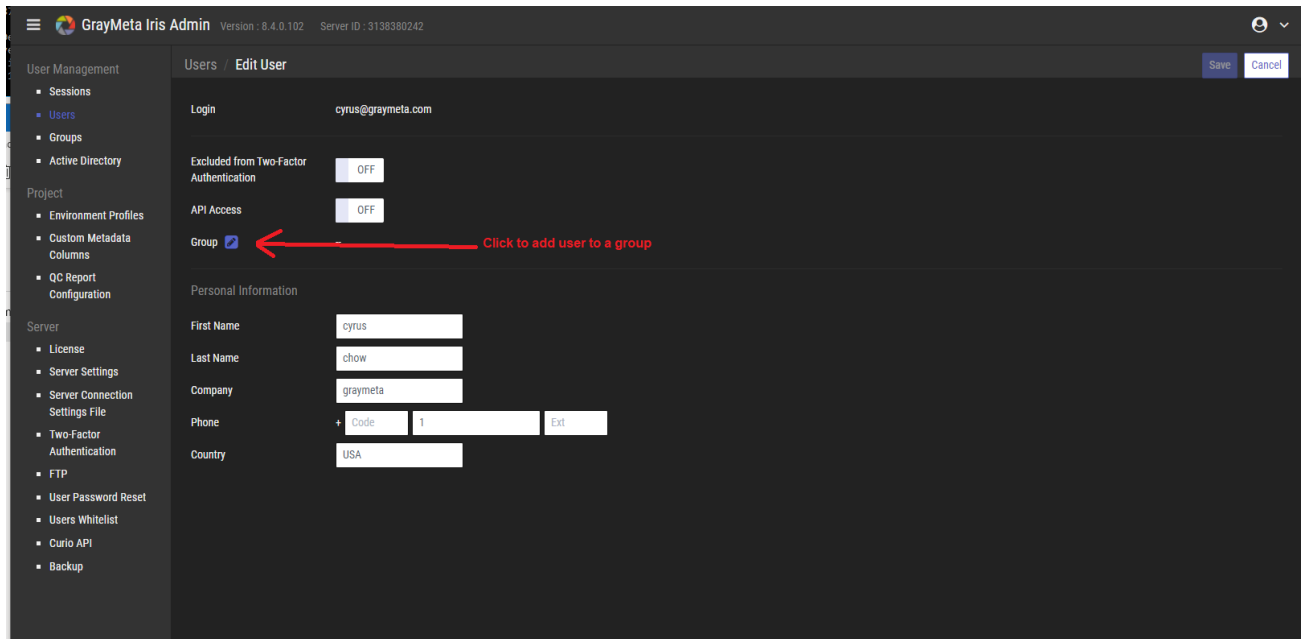 GrayMeta Iris Admin Version : 8.4.0.102 Server ID : 3138380242
User Management
Sessions
Users
Groups
Active Directory
Project
Environment Profiles
Custom Metadata
Columns
QC Report
Configuration
Server
License
Server Settings
Server Connection
Settings File
Two-Factor
Authentication
FTP
User Password Reset
Users Whitelist
Curio API
Backup
Users / Edit User
Save Cancel
Login cyrus@graymeta.com
Excluded from Two-Factor
Authentication
OFF
API Access OFF
Group – Click to add user to a group
Personal Information
First Name cyrus
Last Name chow
Company graymeta
Phone + Code 1 Ext
Country USA